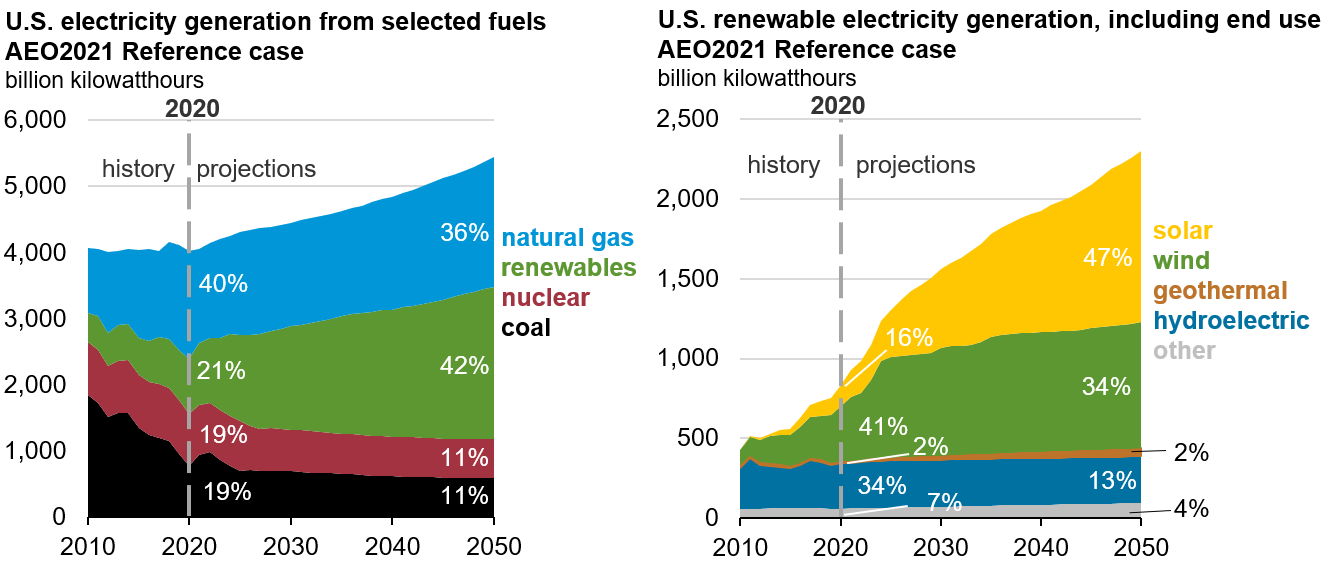 U.S. electricity generation from selected fuels
AEO2021 Reference case
billion kilowatthours
2020
6,000
history
projections
5,000
4,000
3,000
2,000
1,000
0
36%
40%
21%
42%
19%
11%
19%
11%
natural gas
renewables
nuclear
coal
2010
2020
2030
2040
2050
U.S. renewable electricity generation, including end use
AEO2021 Reference case
billion kilowatthours
2020
2,500
history
projections
2,000
1,500
1,000
500
0
47%
16%
34%
41%
2%
2%
34%
13%
7%
4%
solar
wind
geothermal
hydroelectric
other
2010
2020
2030
2040
2050